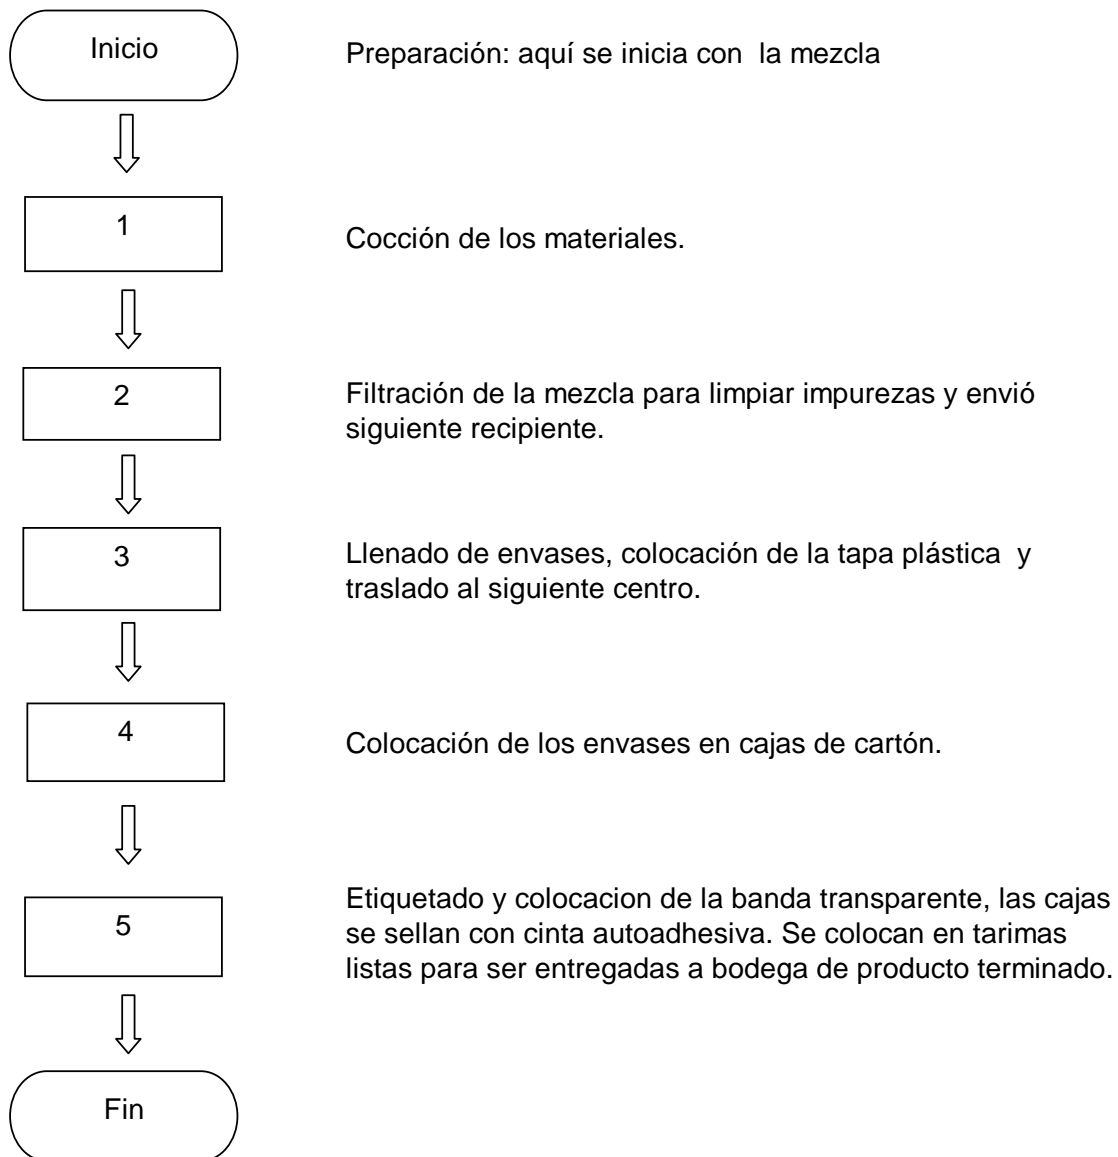 Inicio
Preparación: aquí se inicia con  la mezcla
1
Cocción de los materiales.
2
Filtración de la mezcla para limpiar impurezas y envió
siguiente recipiente.
3
Llenado de envases, colocación de la tapa plástica  y
traslado al siguiente centro.
4
Colocación de los envases en cajas de cartón.
5
Etiquetado y colocacion de la banda transparente, las cajas
se sellan con cinta autoadhesiva. Se colocan en tarimas
listas para ser entregadas a bodega de producto terminado.
Fin